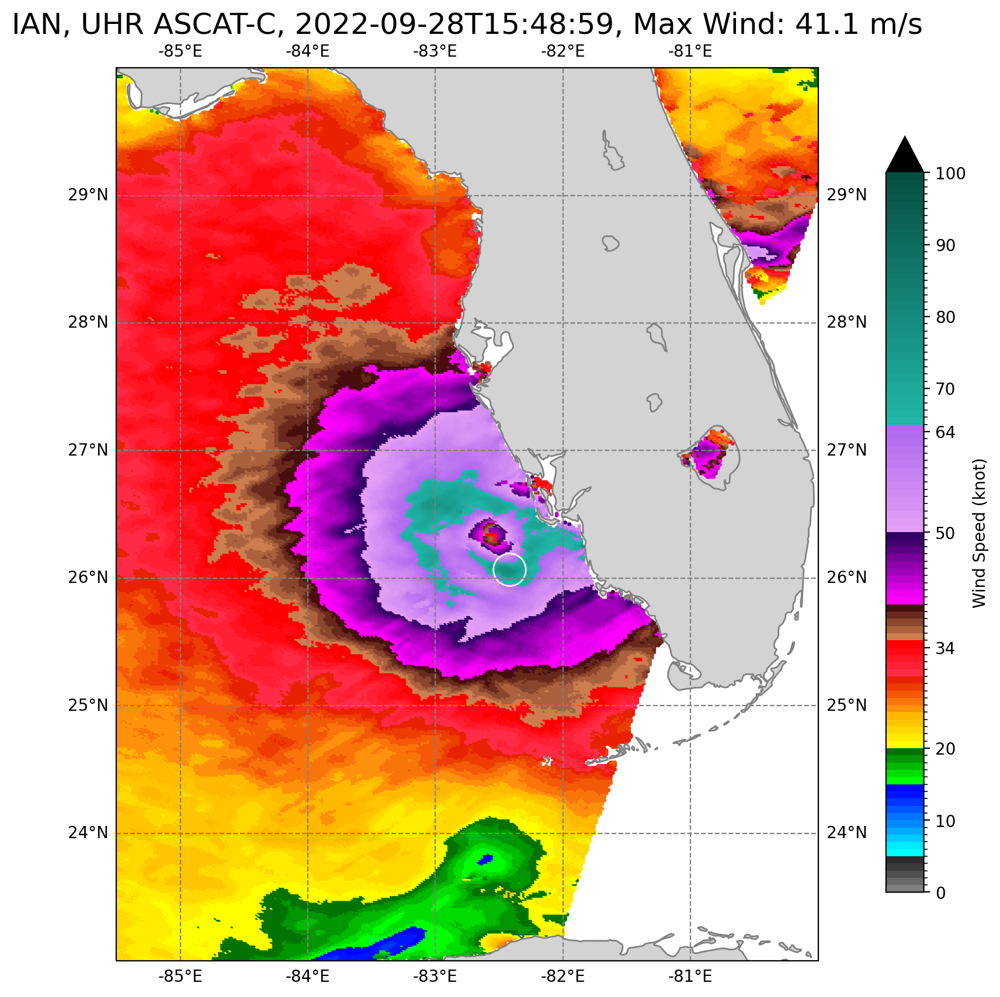 IAN, UHR ASCAT-C, 2022-09-28T15:48:59, Max Wind: 41.1 m/s
-85°E -84°E -83°E -82°E -81°E
29°N 29°N
28°N 28°N
27°N 27°N
26°N 26°N
25°N 25°N
24°N 24°N
-85°E -84°E -83°E -82°E -81°E
100
90
80
70
64
50
34
20
10
0
Wind Speed (knot)